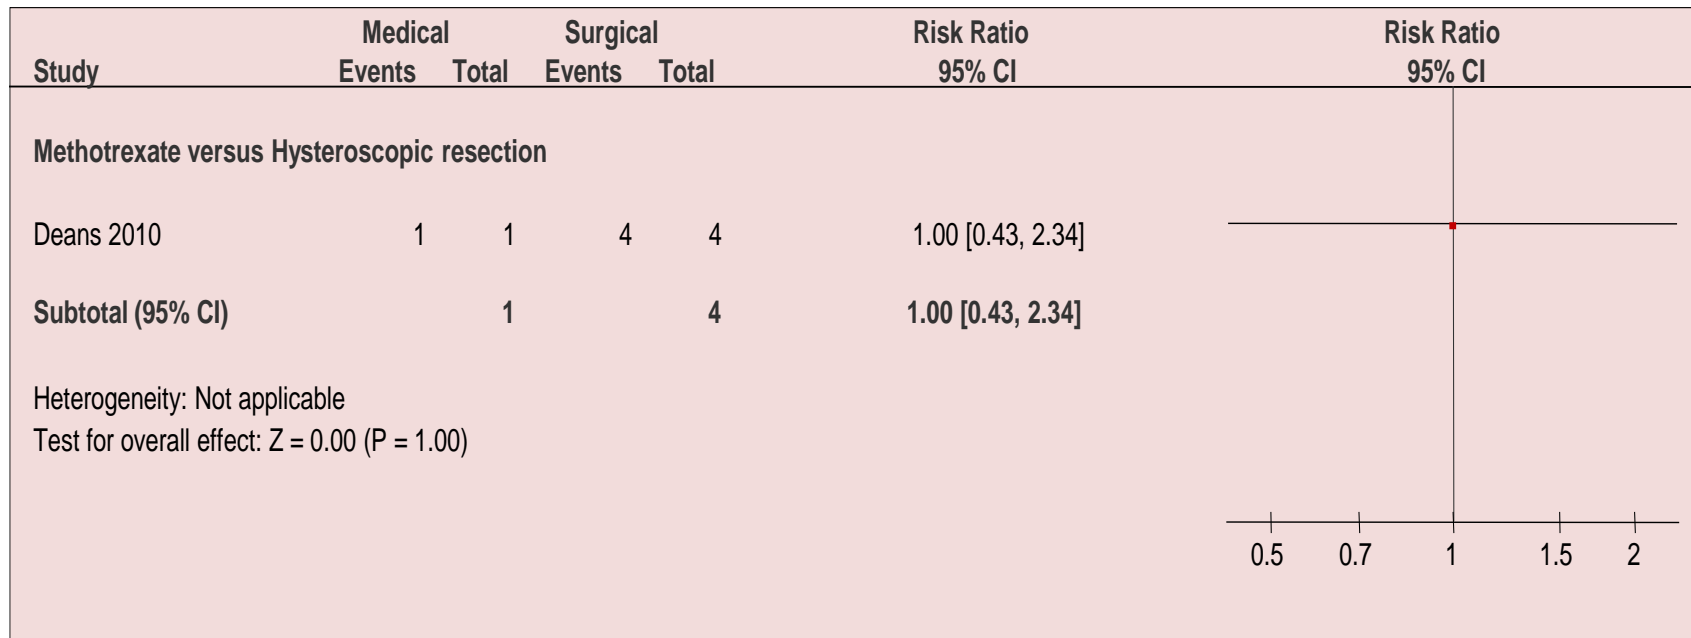 Medical Surgical Risk Ratio Risk Ratio
Study Events Total Events Total 95% CI 95% CI
Methotrexate versus Hysteroscopic resection
Deans 2010 1 1 4 4 1.00 [0.43, 2.34]
Subtotal (95% CI) 1 4 1.00 [0.43, 2.34]
Heterogeneity: Not applicable
Test for overall effect: Z = 0.00 (P = 1.00)
0.5 0.7 1 1.5 2